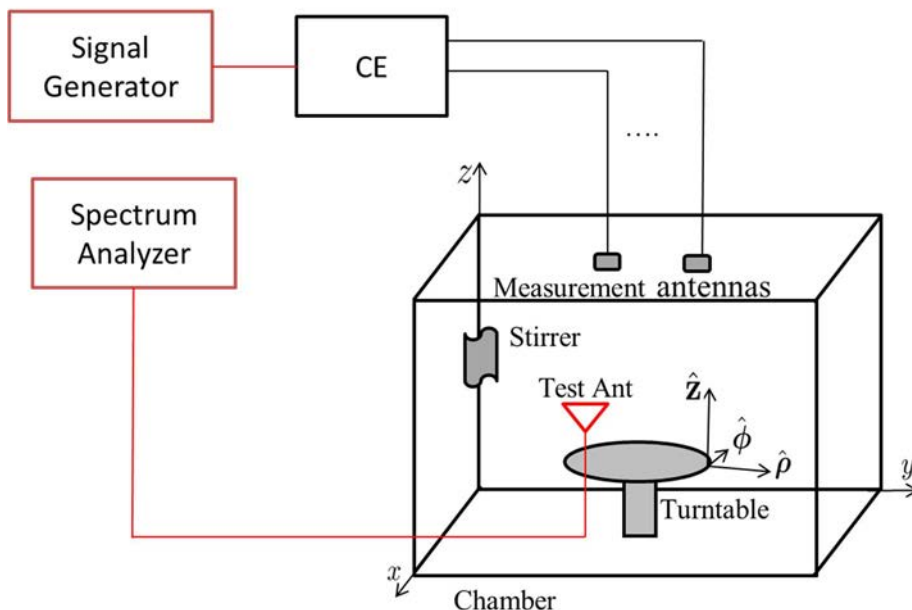 Signal
Generator
CE
....
Spectrum
Analyzer
z
Measurement antennas
Stirrer
Test Ant
ẑ
ϕ̂
ρ̂
y
Turntable
x
Chamber